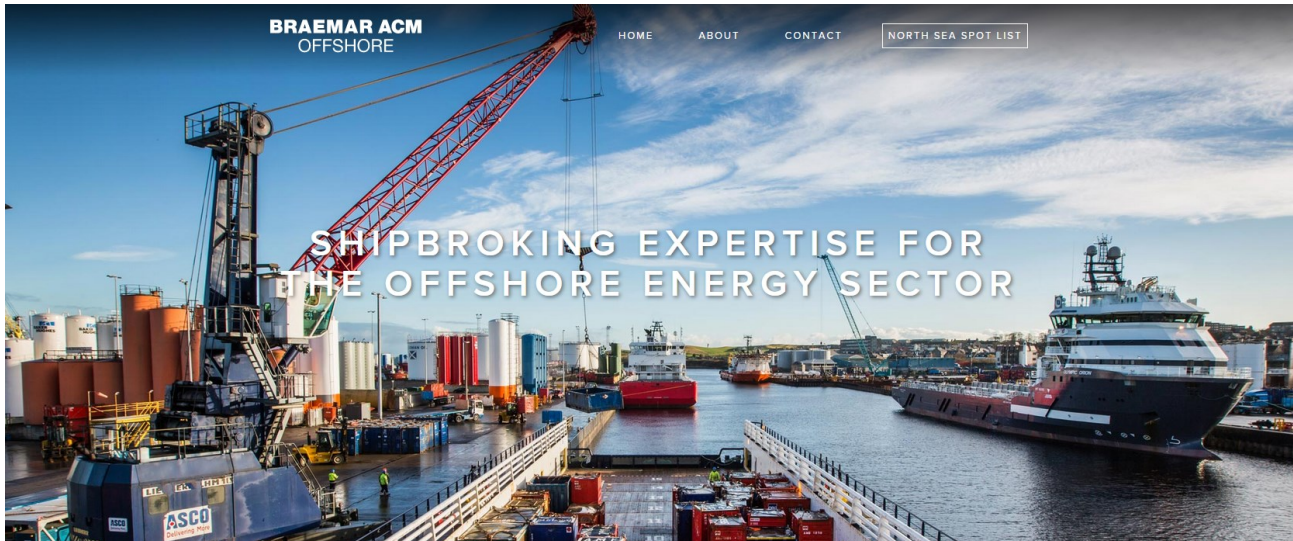 BRAEMAR ACM
OFFSHORE
HOME
ABOUT
CONTACT
NORTH SEA SPOT LIST
SHIPBROKING EXPERTISE FOR
THE OFFSHORE ENERGY SECTOR
ASCO
Delivering More
ASCO